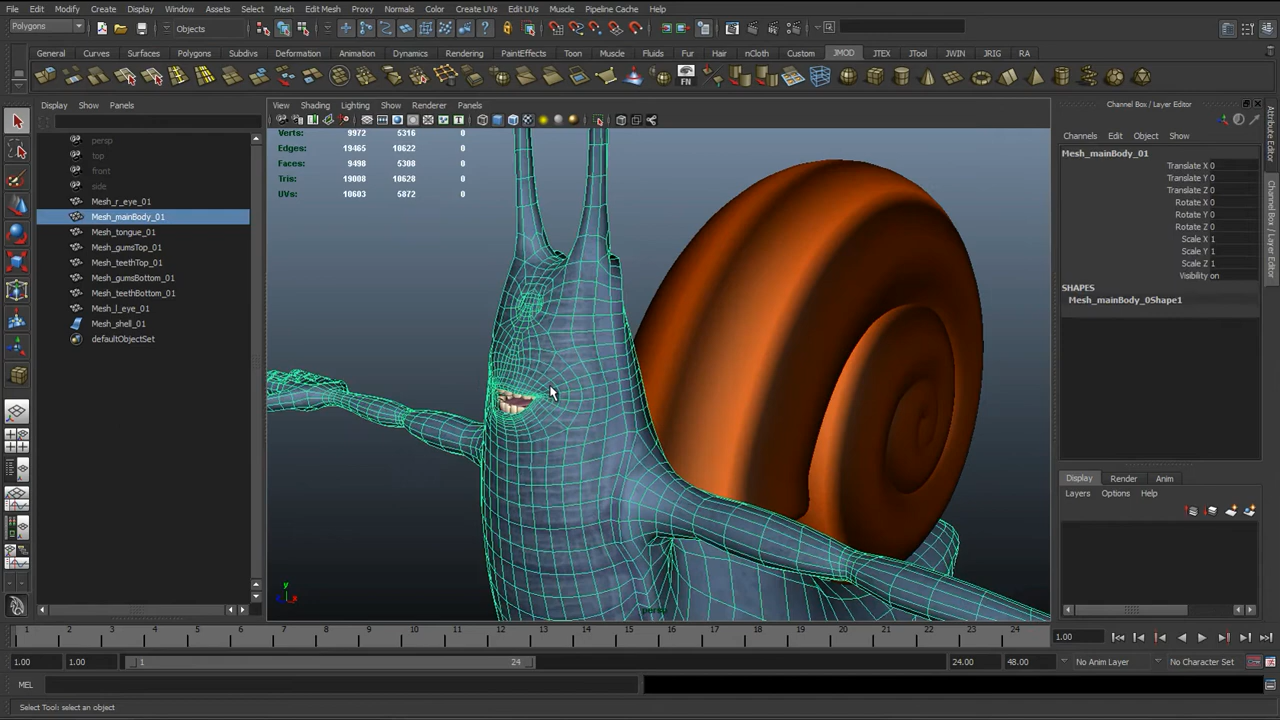 File Edit Modify Create Display Window Assets Select Mesh Edit Mesh Proxy Normals Color Create UVs Edit UVs Muscle Pipeline Cache Help
Polygons Objects
General Curves Surfaces Polygons Subdivs Deformation Animation Dynamics Rendering PaintEffects Toon Muscle Fluids Fur Hair nCloth Custom JMOD JTEX JTool JWIN JRIG RA
FN
Display Show Panels
View Shading Lighting Show Renderer Panels
Channel Box / Layer Editor
Channels Edit Object Show
Attribute Editor
Channel Box / Layer Editor
Verts: 9972 5316 0
Edges: 19465 10622 0
Faces: 9498 5308 0
Tris: 19008 10628 0
UVs: 10603 5872 0
persp
top
front
side
Mesh_r_eye_01
Mesh_mainBody_01
Mesh_tongue_01
Mesh_gumsTop_01
Mesh_teethTop_01
Mesh_gumsBottom_01
Mesh_teethBottom_01
Mesh_l_eye_01
Mesh_shell_01
defaultObjectSet
Mesh_mainBody_01
Translate X 0
Translate Y 0
Translate Z 0
Rotate X 0
Rotate Y 0
Rotate Z 0
Scale X 1
Scale Y 1
Scale Z 1
Visibility on
SHAPES
Mesh_mainBody_0Shape1
Display Render Anim
Layers Options Help
y
x
persp
1 2 3 4 5 6 7 8 9 10 11 12 13 14 15 16 17 18 19 20 21 22 23 24
1.00
1.00 1.00 1 24 24.00 48.00 No Anim Layer No Character Set
MEL
Select Tool: select an object